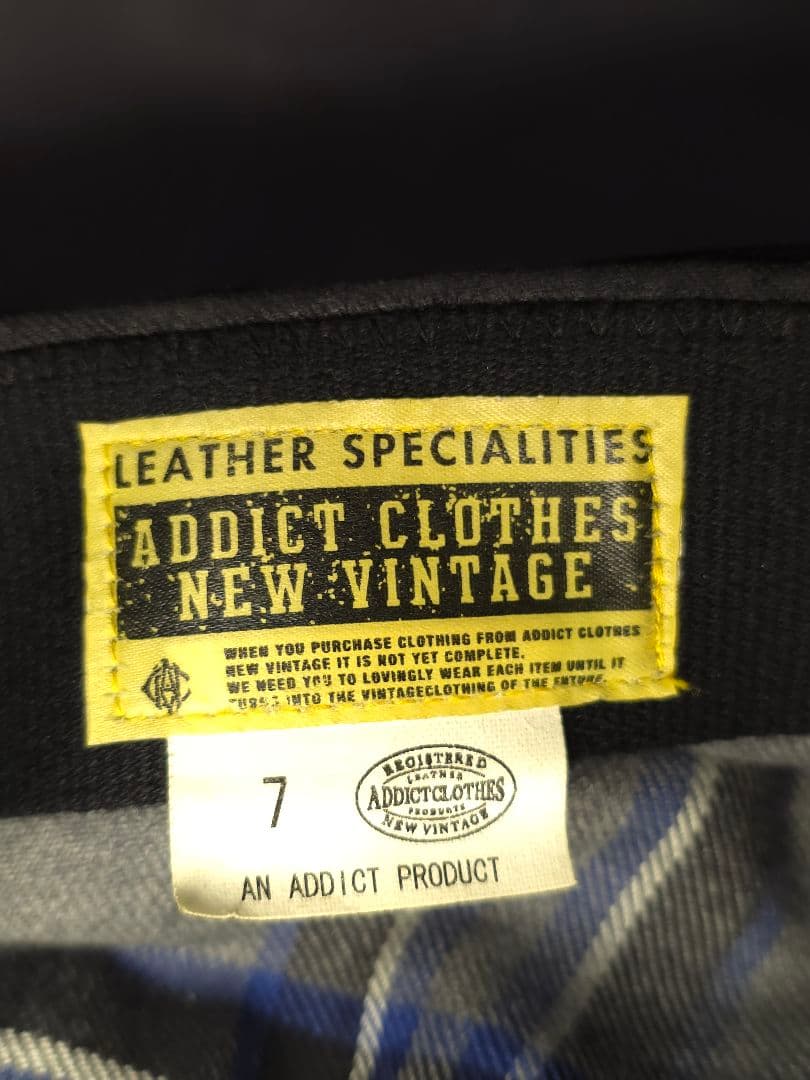 LEATHER SPECIALITIES
ADDICT CLOTHES
NEW VINTAGE
WHEN YOU PURCHASE CLOTHING FROM ADDICT CLOTHES
NEW VINTAGE IT IS NOT YET COMPLETE.
WE NEED YOU TO LOVINGLY WEAR EACH ITEM UNTIL IT
TURNS INTO THE VINTAGECLOTHING OF THE FUTURE.
7
REGISTERED
LEATHER
ADDICTCLOTHES
PRODUCTS
NEW VINTAGE
AN ADDICT PRODUCT